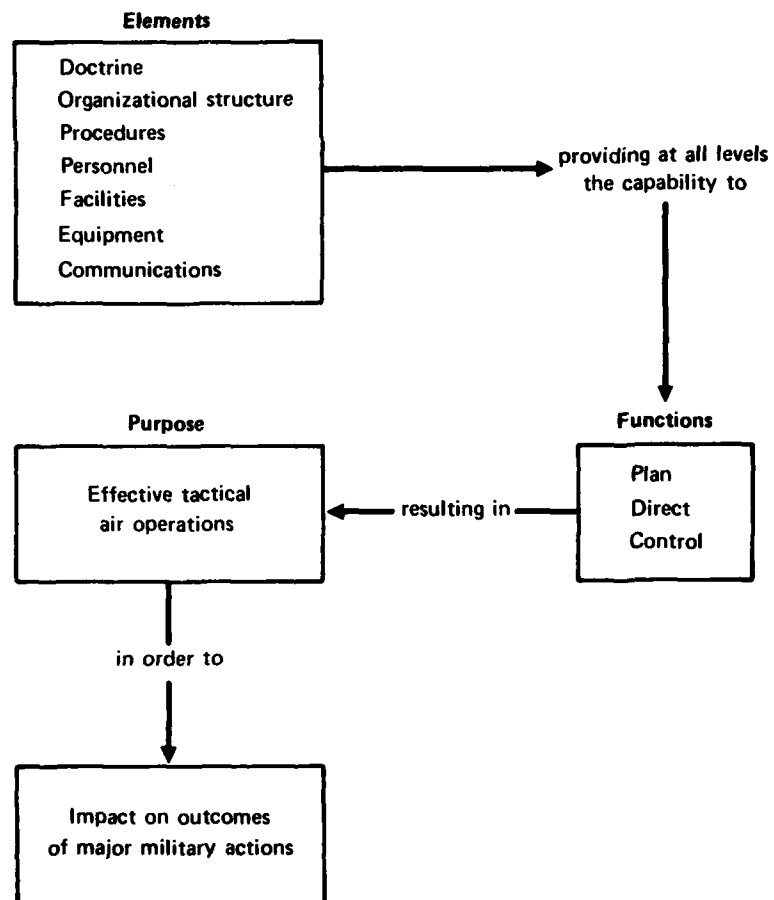 Elements
Doctrine
Organizational structure
Procedures
Personnel
Facilities
Equipment
Communications
providing at all levels
the capability to
Functions
Plan
Direct
Control
resulting in
Purpose
Effective tactical
air operations
in order to
Impact on outcomes
of major military actions